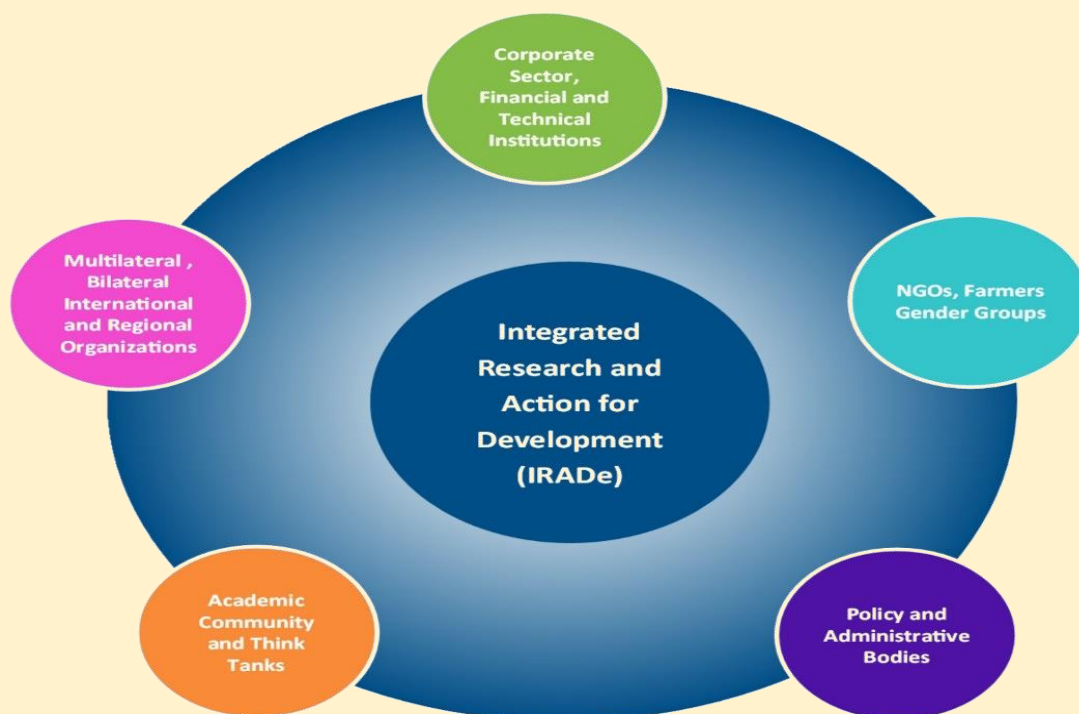 Corporate
Sector,
Financial and
Technical
Institutions
Multilateral ,
Bilateral
International
and Regional
Organizations
NGOs, Farmers
Gender Groups
Integrated
Research and
Action for
Development
(IRADe)
Academic
Community
and Think
Tanks
Policy and
Administrative
Bodies